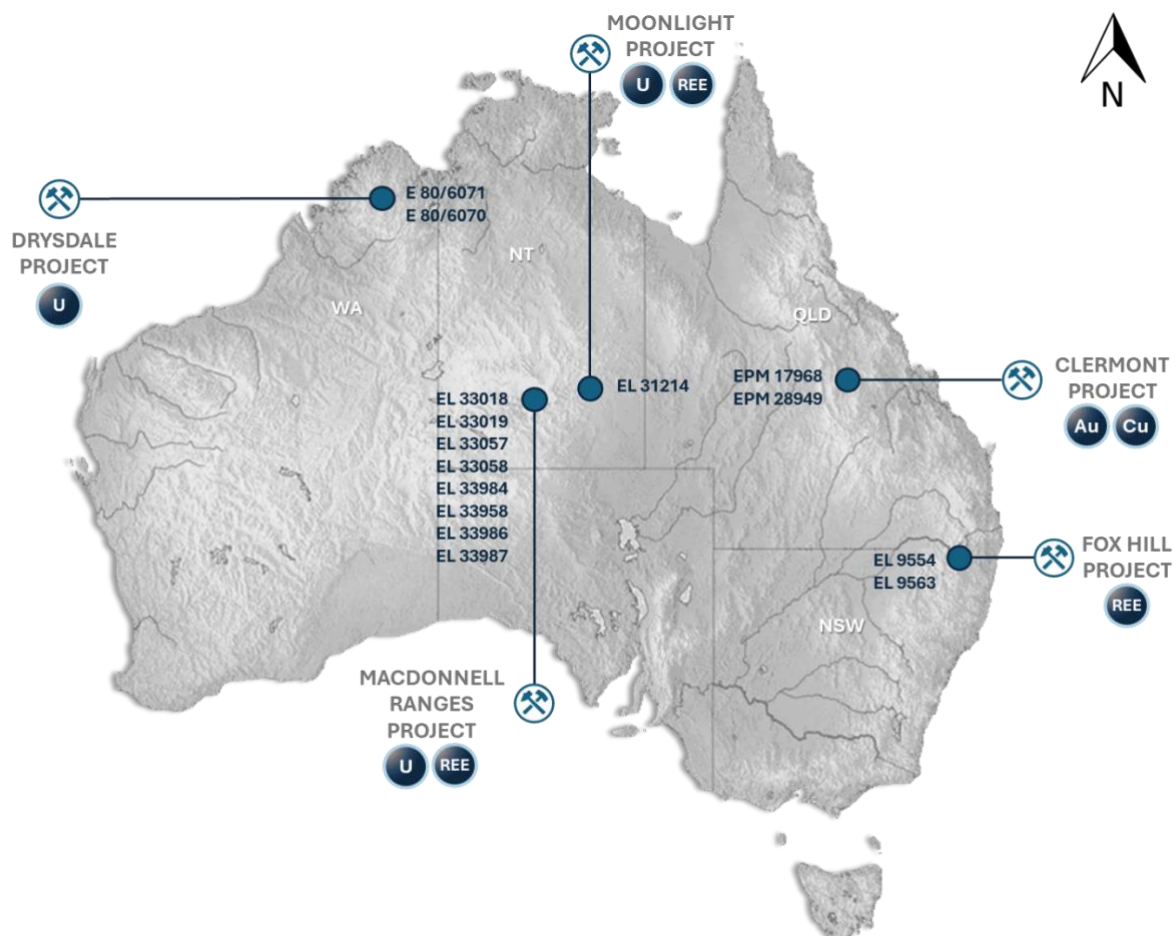 MOONLIGHT
PROJECT
U REE
N
E 80/6071
E 80/6070
DRYSDALE
PROJECT
U
NT
WA
QLD
EL 31214
EPM 17968
EPM 28949
CLERMONT
PROJECT
Au Cu
EL 33018
EL 33019
EL 33057
EL 33058
EL 33984
EL 33958
EL 33986
EL 33987
EL 9554
EL 9563
FOX HILL
PROJECT
REE
NSW
MACDONNELL
RANGES
PROJECT
U REE